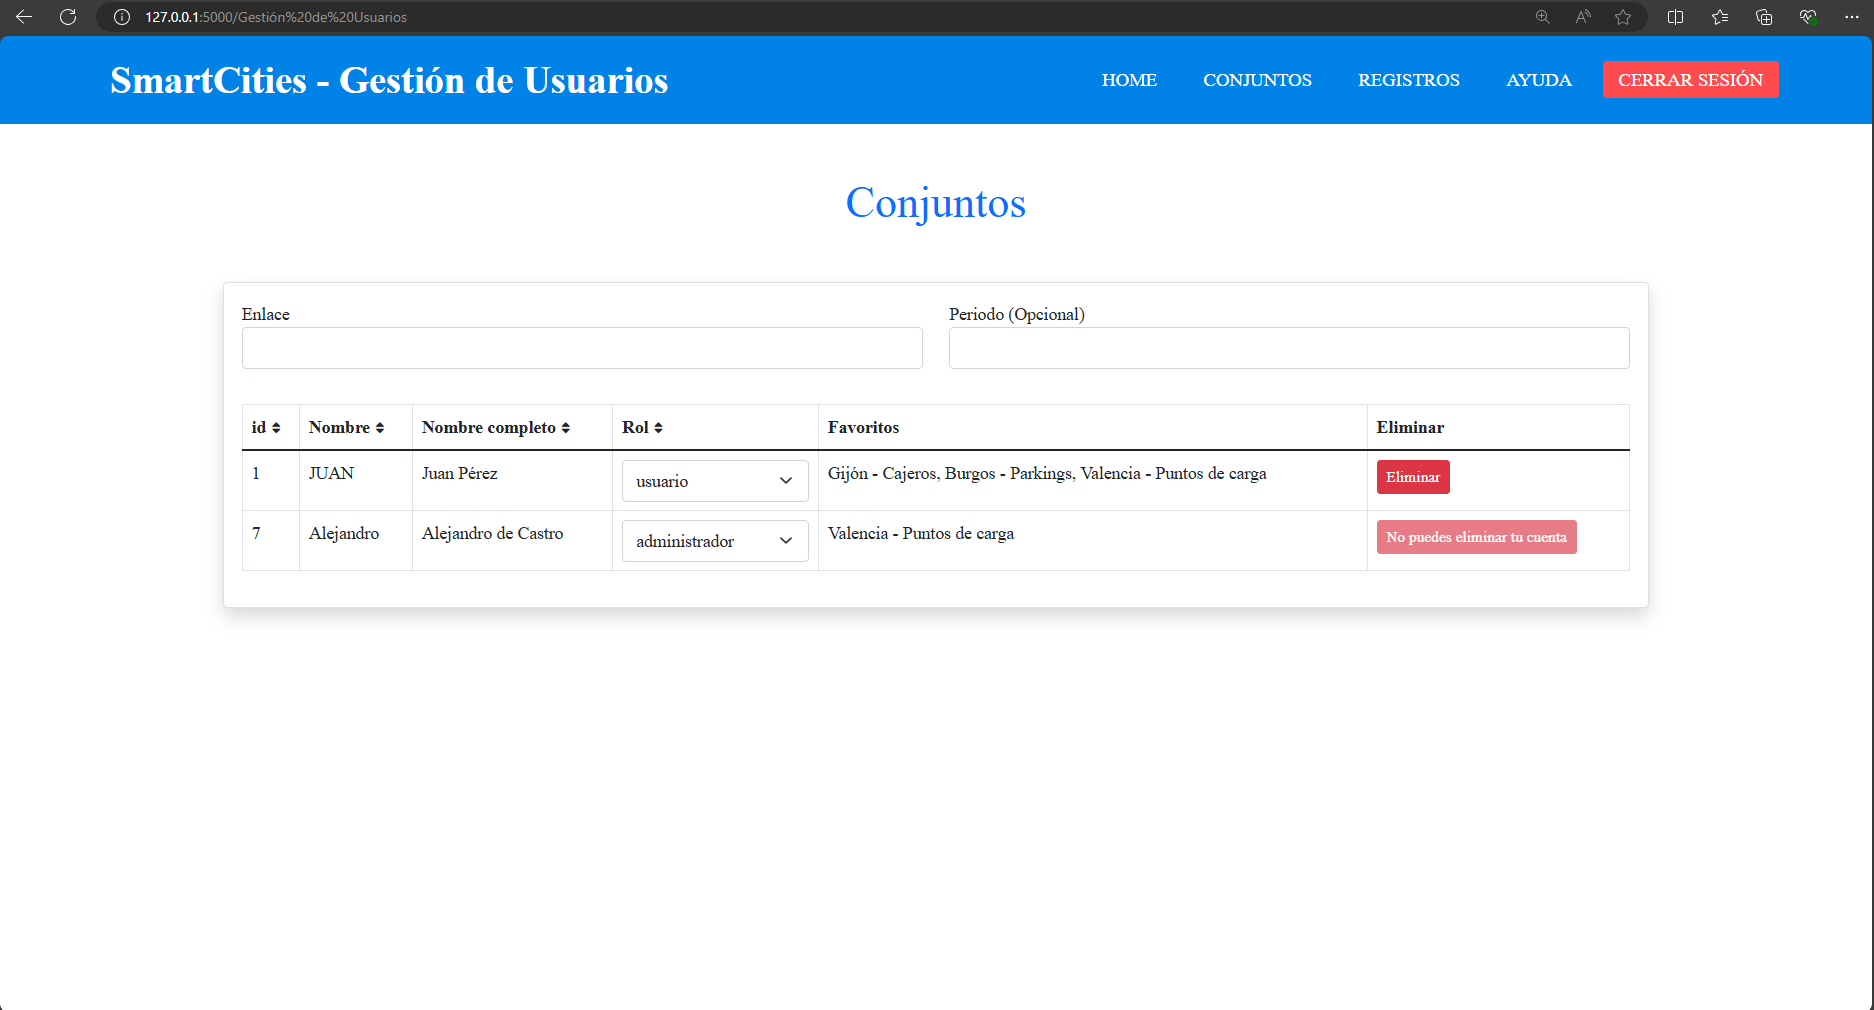 127.0.0.1:5000/Gestión%20de%20Usuarios
SmartCities - Gestión de Usuarios
HOME CONJUNTOS REGISTROS AYUDA CERRAR SESIÓN
Conjuntos
Enlace Periodo (Opcional)
id Nombre Nombre completo Rol Favoritos Eliminar
1 JUAN Juan Pérez usuario Gijón - Cajeros, Burgos - Parkings, Valencia - Puntos de carga Eliminar
7 Alejandro Alejandro de Castro administrador Valencia - Puntos de carga No puedes eliminar tu cuenta